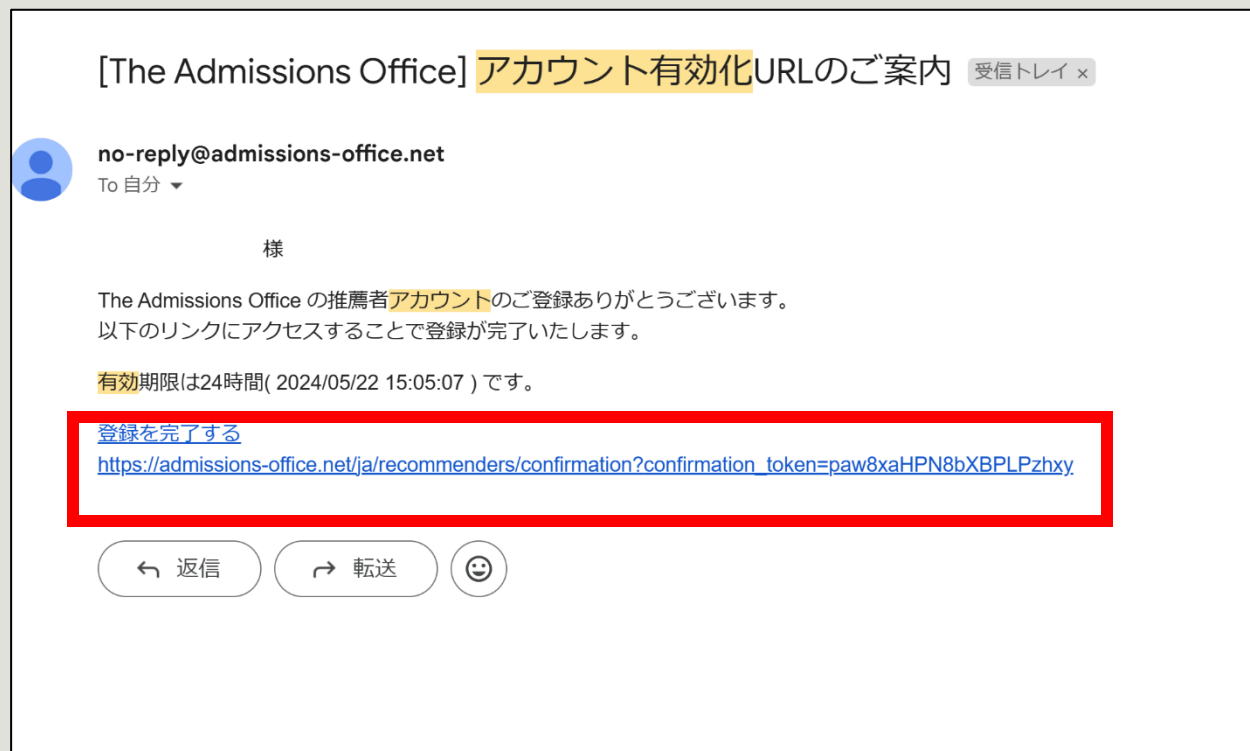 [The Admissions Office] アカウント有効化URLのご案内 受信トレイ ×
no-reply@admissions-office.net
To 自分
様
The Admissions Office の推薦者アカウントのご登録ありがとうございます。
以下のリンクにアクセスすることで登録が完了いたします。
有効期限は24時間( 2024/05/22 15:05:07 ) です。
登録を完了する
https://admissions-office.net/ja/recommenders/confirmation?confirmation_token=paw8xaHPN8bXBPLPzhxy
返信 転送